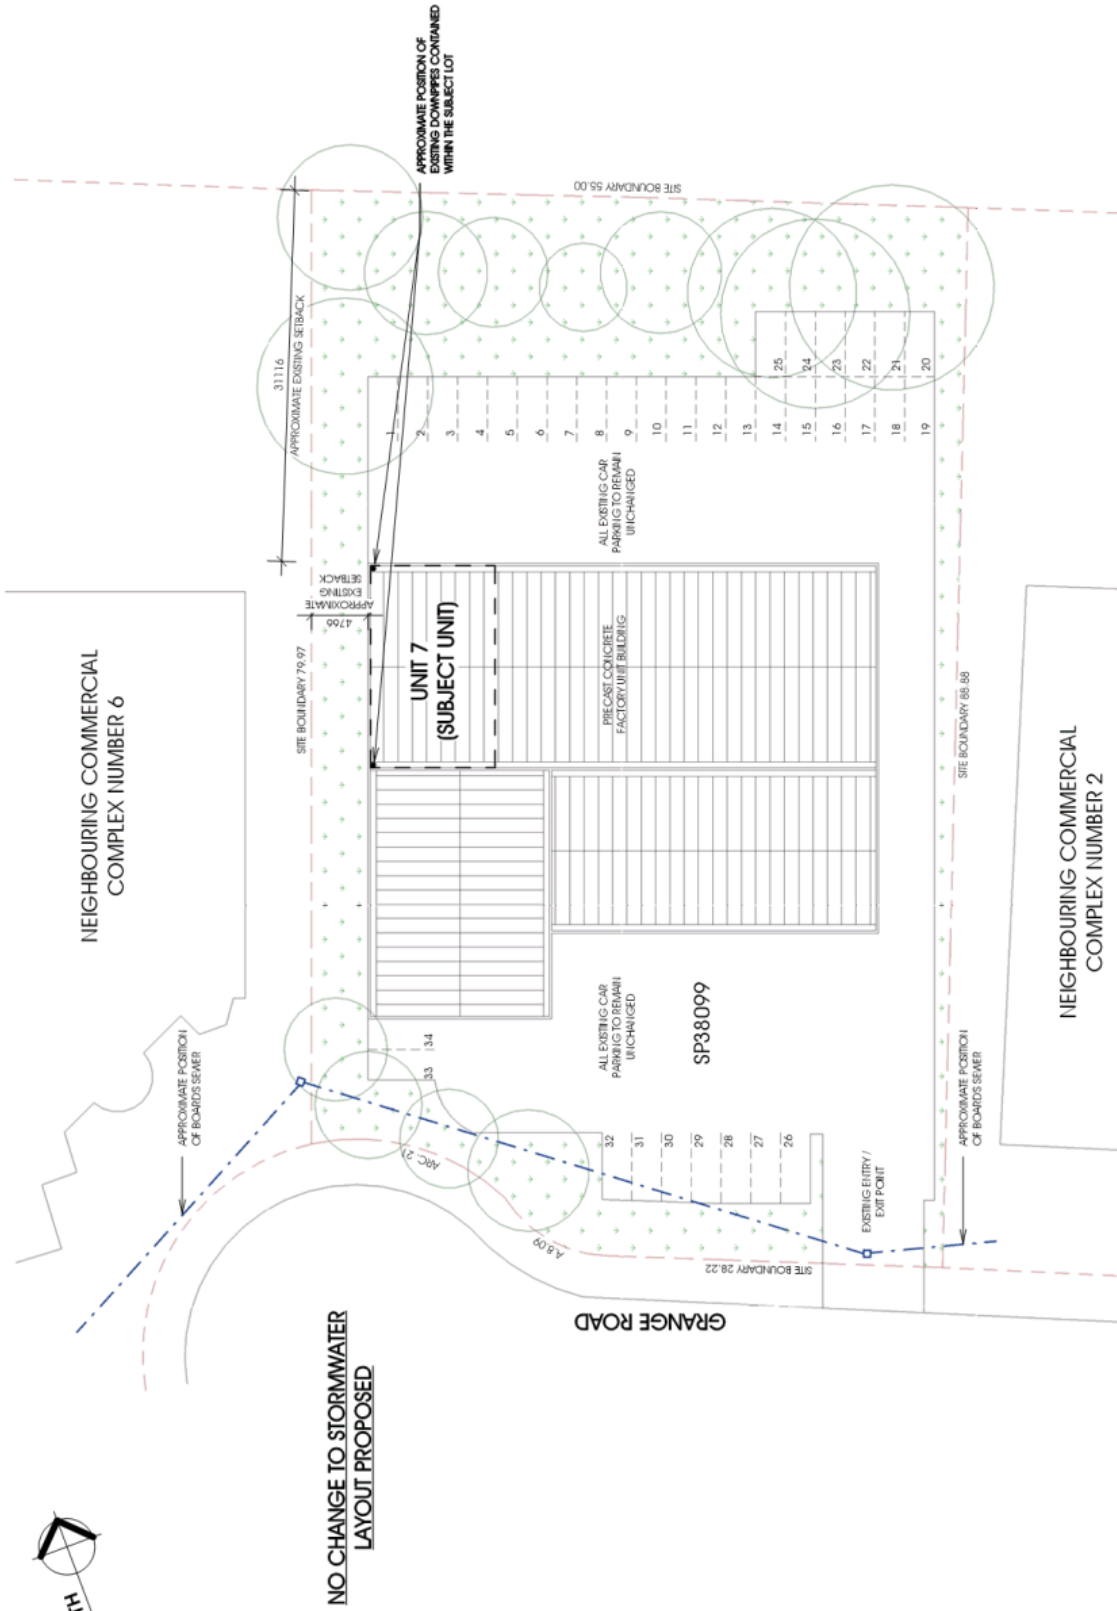 APPROXIMATE POSITION OF
EXISTING DOWNPIPES CONTAINED
WITHIN THE SUBJECT LOT
SITE BOUNDARY 55.00
31116
APPROXIMATE EXISTING SETBACK
1
2
3
4
5
6
7
8
9
10
11
12
13
14
15
16
17
18
19
25
24
23
22
21
20
ALL EXISTING CAR
PARKING TO REMAIN
UNCHANGED
4766
APPROXIMATE
EXISTING
SETBACK
SITE BOUNDARY 79.97
UNIT 7
(SUBJECT UNIT)
PRECAST CONCRETE
FACTORY UNIT BUILDING
SITE BOUNDARY 88.88
NEIGHBOURING COMMERCIAL
COMPLEX NUMBER 6
NEIGHBOURING COMMERCIAL
COMPLEX NUMBER 2
ALL EXISTING CAR
PARKING TO REMAIN
UNCHANGED
SP38099
34
33
32
31
30
29
28
27
26
APPROXIMATE POSITION
OF BOARDS SEWER
APPROXIMATE POSITION
OF BOARDS SEWER
EXISTING ENTRY /
EXIT POINT
ARC. 21
A.8.09
SITE BOUNDARY 28.22
GRANGE ROAD
NO CHANGE TO STORMWATER
LAYOUT PROPOSED